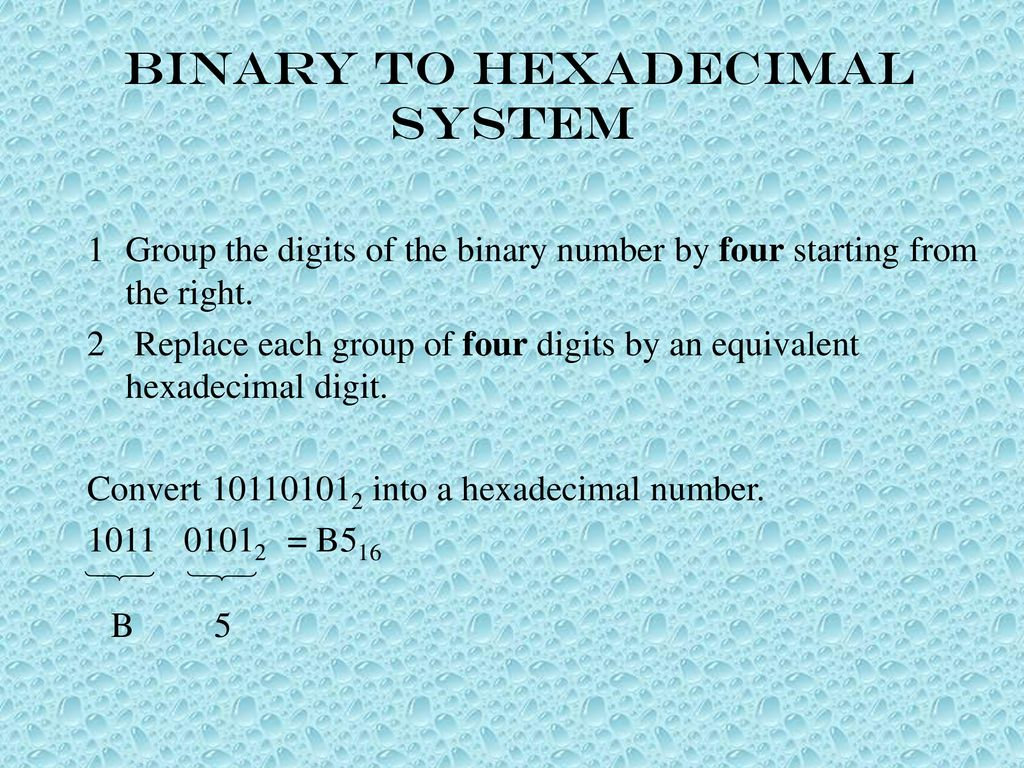 BINARY TO HEXADECIMAL
SYSTEM
1 Group the digits of the binary number by four starting from
the right.
2 Replace each group of four digits by an equivalent
hexadecimal digit.
Convert 10110101₂ into a hexadecimal number.
1011 0101₂ = B5₁₆
B 5